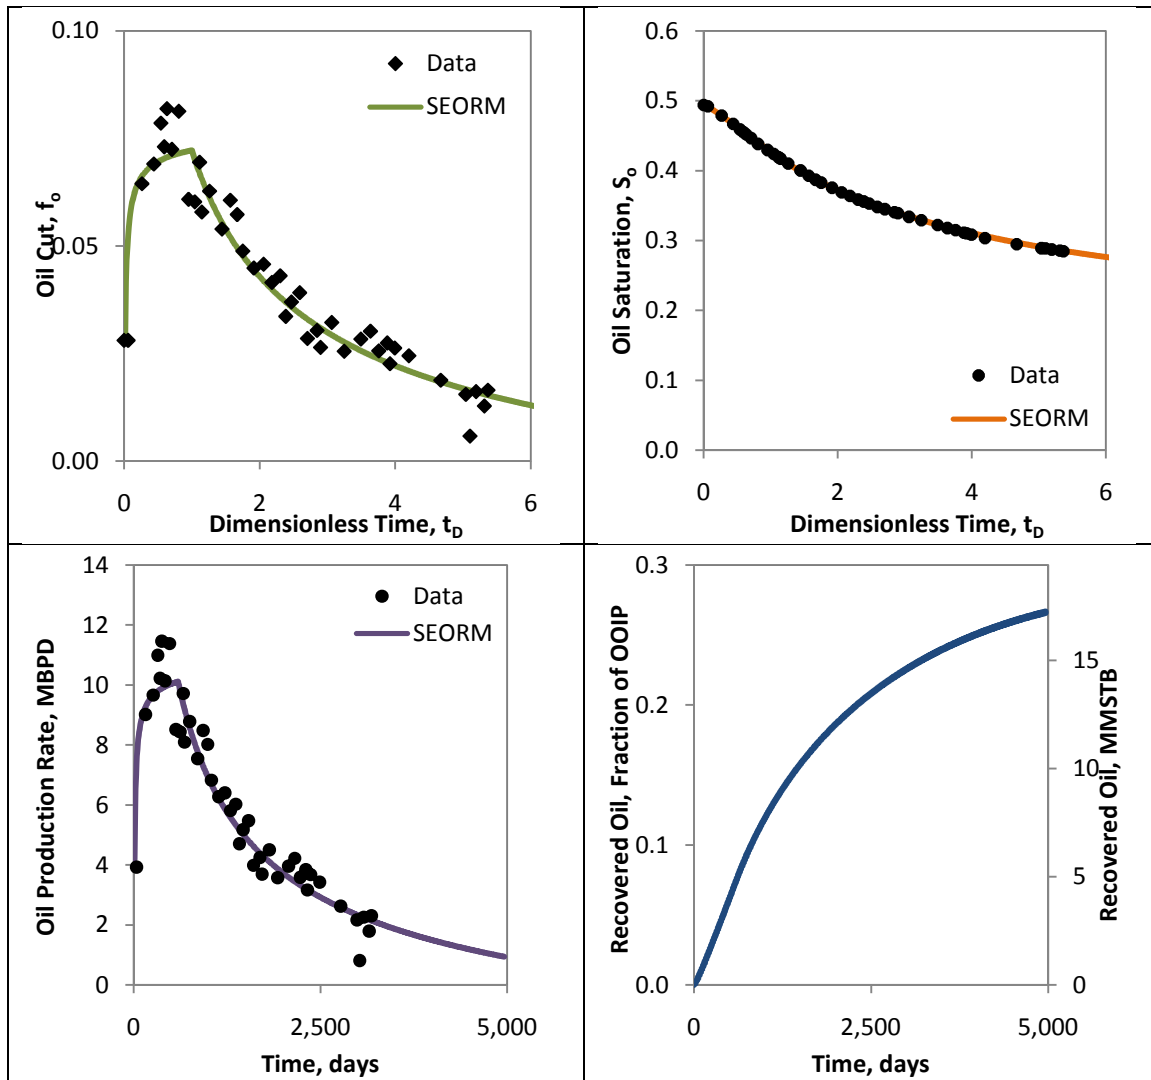 0.10
0.05
0.00
Oil Cut, fₒ
Data
SEORM
0 2 4 6
Dimensionless Time, t_D
0.6
0.5
0.4
0.3
0.2
0.1
0.0
Oil Saturation, Sₒ
Data
SEORM
0 2 4 6
Dimensionless Time, t_D
14
12
10
8
6
4
2
0
Oil Production Rate, MBPD
Data
SEORM
0 2,500 5,000
Time, days
0.3
0.2
0.1
0.0
Recovered Oil, Fraction of OOIP
15
10
5
0
Recovered Oil, MMSTB
0 2,500 5,000
Time, days